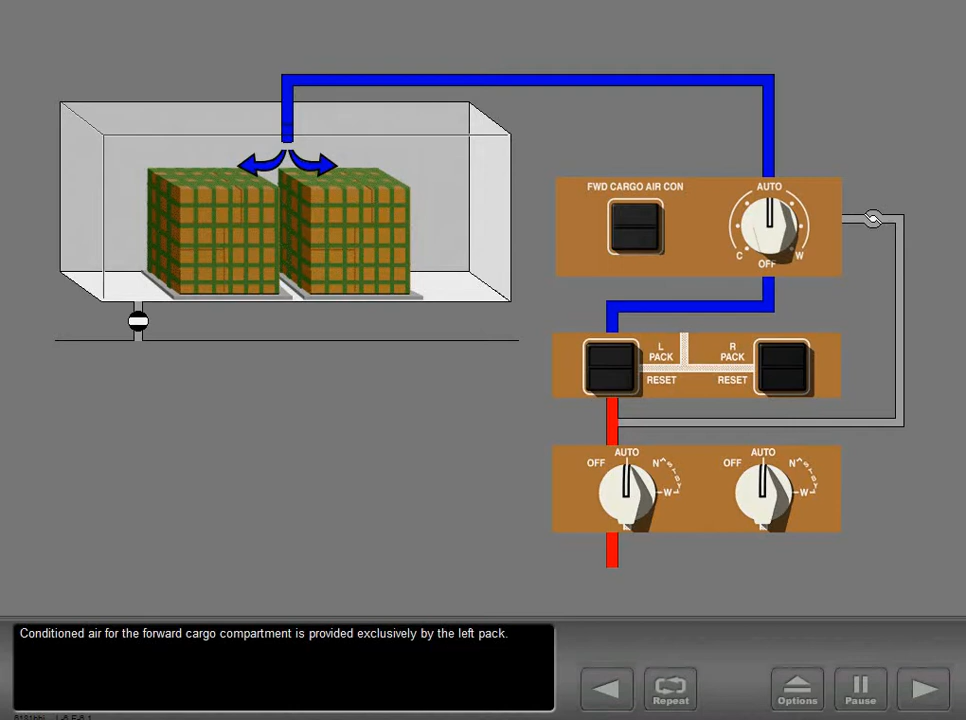 FWD CARGO AIR CON
AUTO
C
W
OFF
L
PACK
R
PACK
RESET
RESET
AUTO
OFF
N
W
AUTO
OFF
N
W
Conditioned air for the forward cargo compartment is provided exclusively by the left pack.
Repeat
Options
Pause